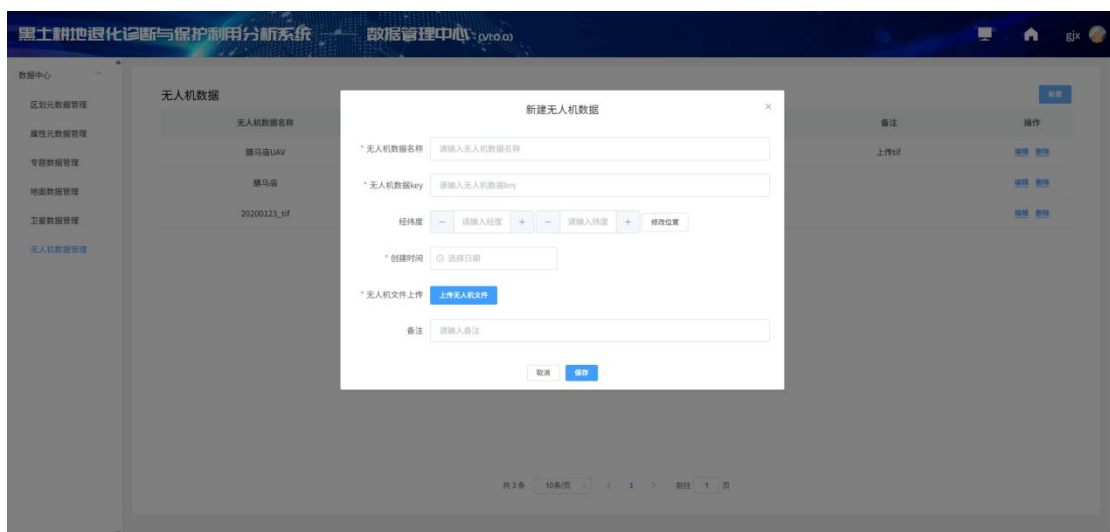 黑土耕地退化诊断与保护利用分析系统 数据管理中心 (v7.0.0)
gjx
数据中心
区划元数据管理
属性元数据管理
专题数据管理
地面数据管理
卫星数据管理
无人机数据管理
无人机数据
新建
无人机数据名称
备注
操作
腰马庙UAV
上传tif
编辑 删除
腰马庙
编辑 删除
20200123_tif
编辑 删除
新建无人机数据
* 无人机数据名称 请输入无人机数据名称
* 无人机数据key 请输入无人机数据key
经纬度 − 请输入经度 + − 请输入纬度 + 修改位置
* 创建时间 选择日期
* 无人机文件上传 上传无人机文件
备注 请输入备注
取消 保存
共 3 条 10条/页 < 1 > 前往 1 页